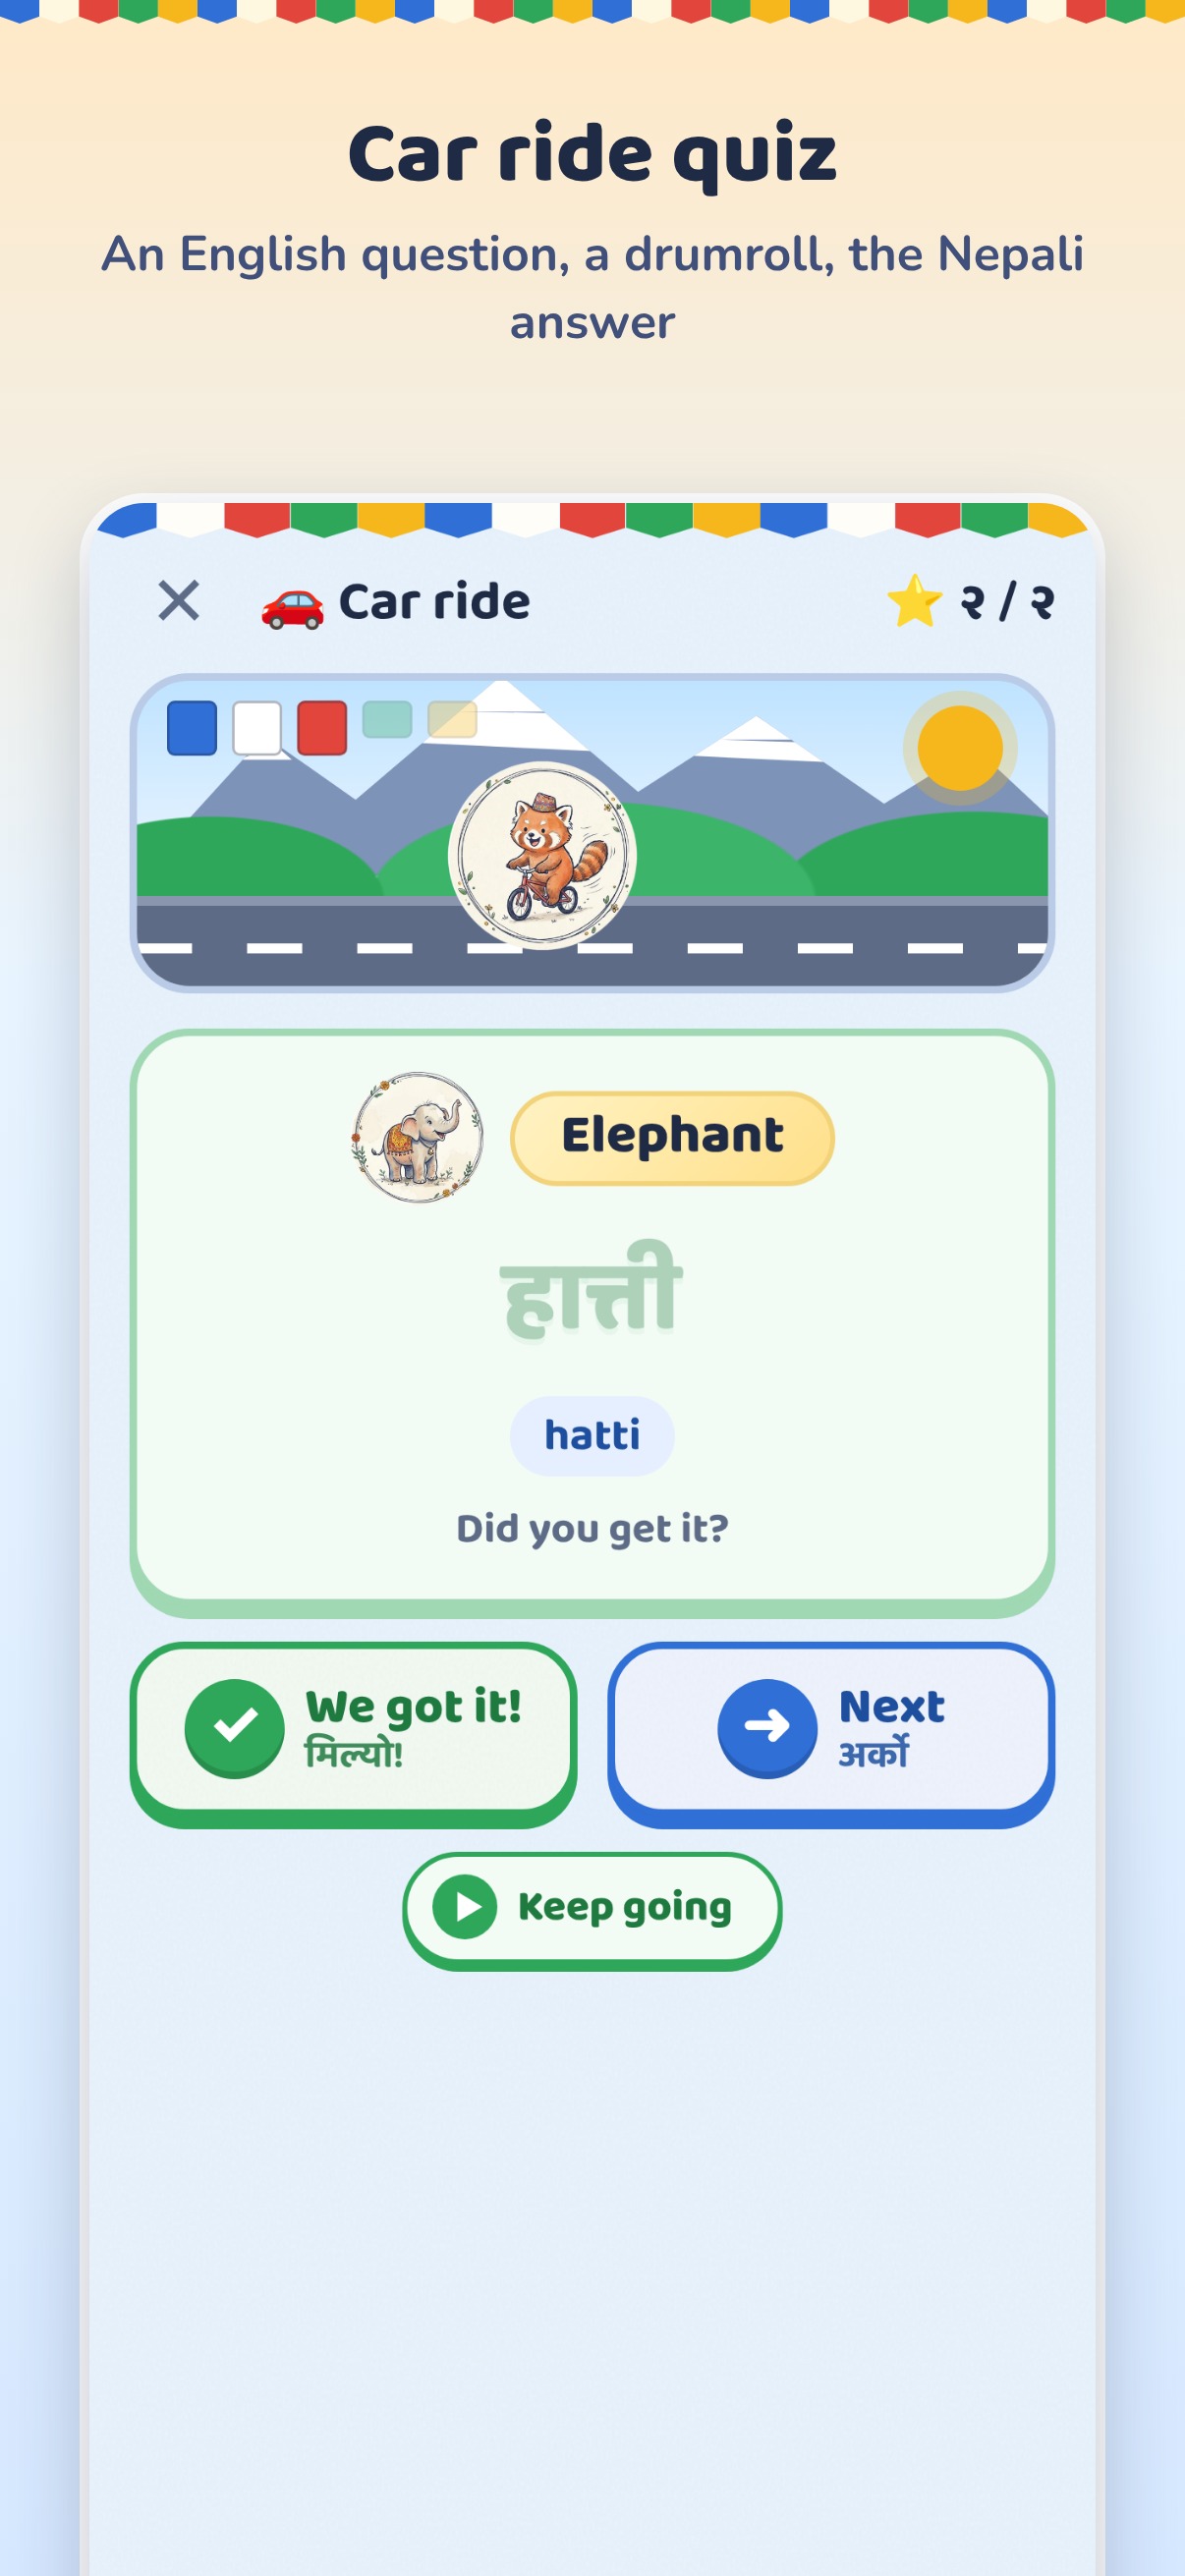 Car ride quiz
An English question, a drumroll, the Nepali
answer
Car ride
२ / २
Elephant
हात्ती
hatti
Did you get it?
We got it!
मिल्यो!
Next
अर्को
Keep going